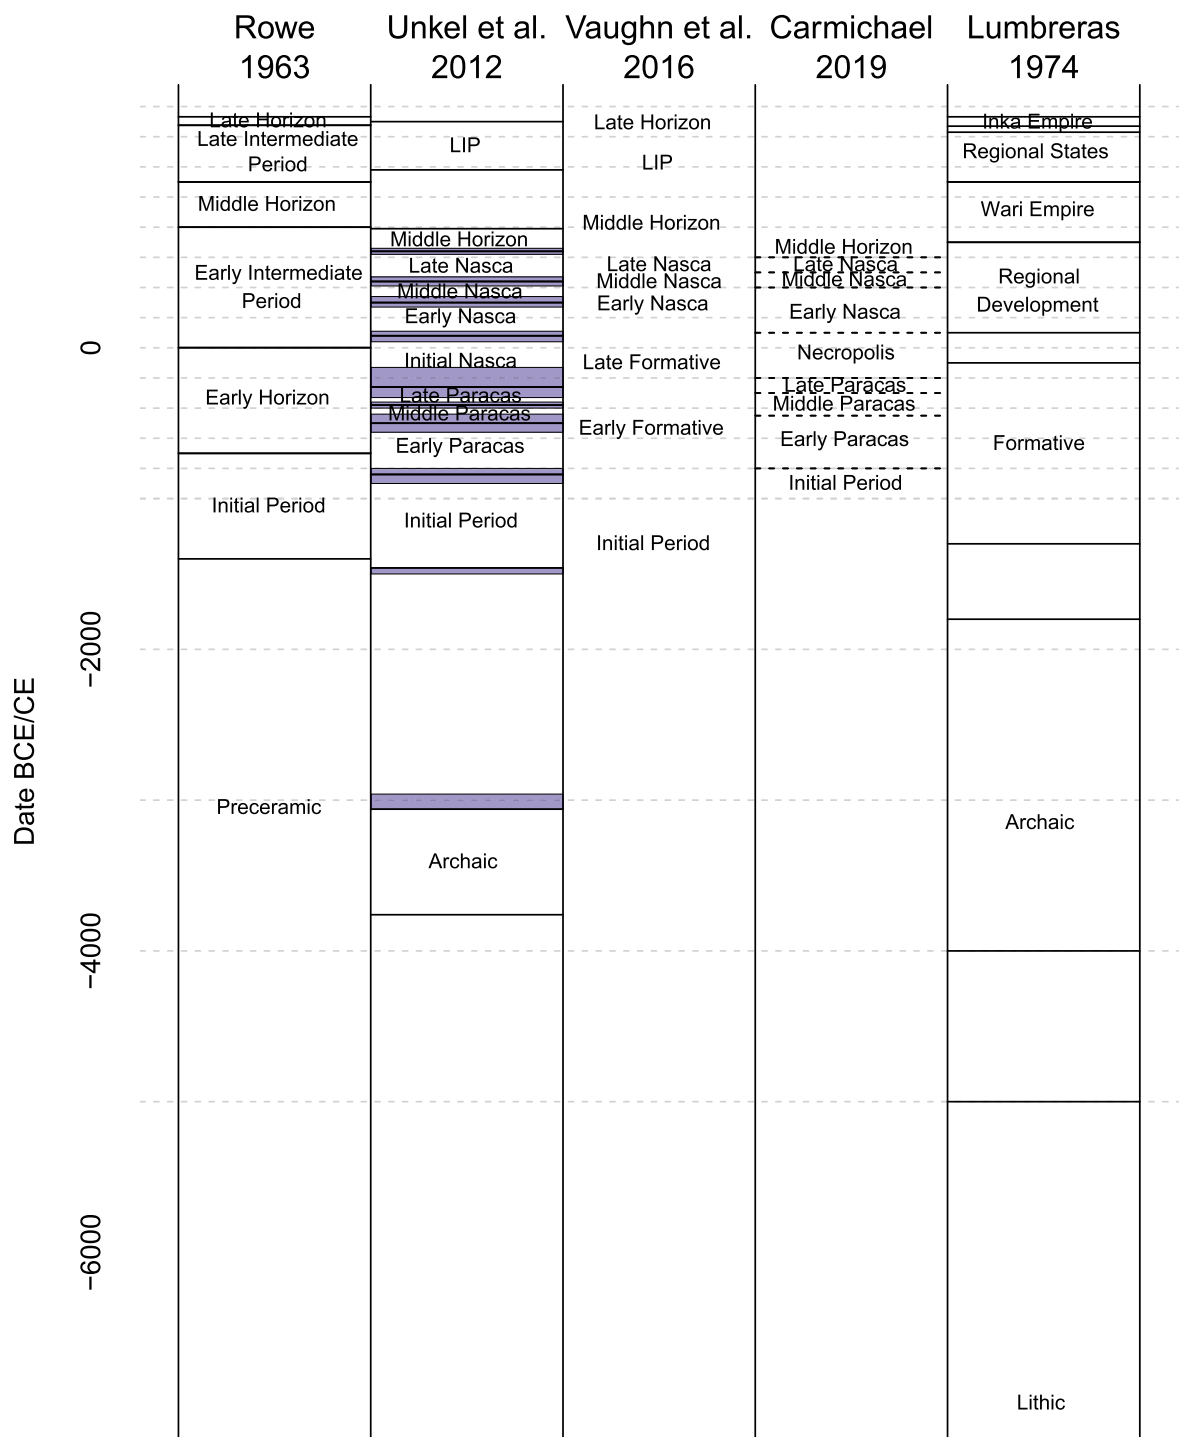 Rowe
1963
Unkel et al.
2012
Vaughn et al.
2016
Carmichael
2019
Lumbreras
1974
Date BCE/CE
0
−2000
−4000
−6000
Late Horizon
Late Intermediate
Period
Middle Horizon
Early Intermediate
Period
Early Horizon
Initial Period
Preceramic
LIP
Middle Horizon
Late Nasca
Middle Nasca
Early Nasca
Initial Nasca
Late Paracas
Middle Paracas
Early Paracas
Initial Period
Archaic
Late Horizon
LIP
Middle Horizon
Late Nasca
Middle Nasca
Early Nasca
Late Formative
Early Formative
Initial Period
Middle Horizon
Late Nasca
Middle Nasca
Early Nasca
Necropolis
Late Paracas
Middle Paracas
Early Paracas
Initial Period
Inka Empire
Regional States
Wari Empire
Regional
Development
Formative
Archaic
Lithic